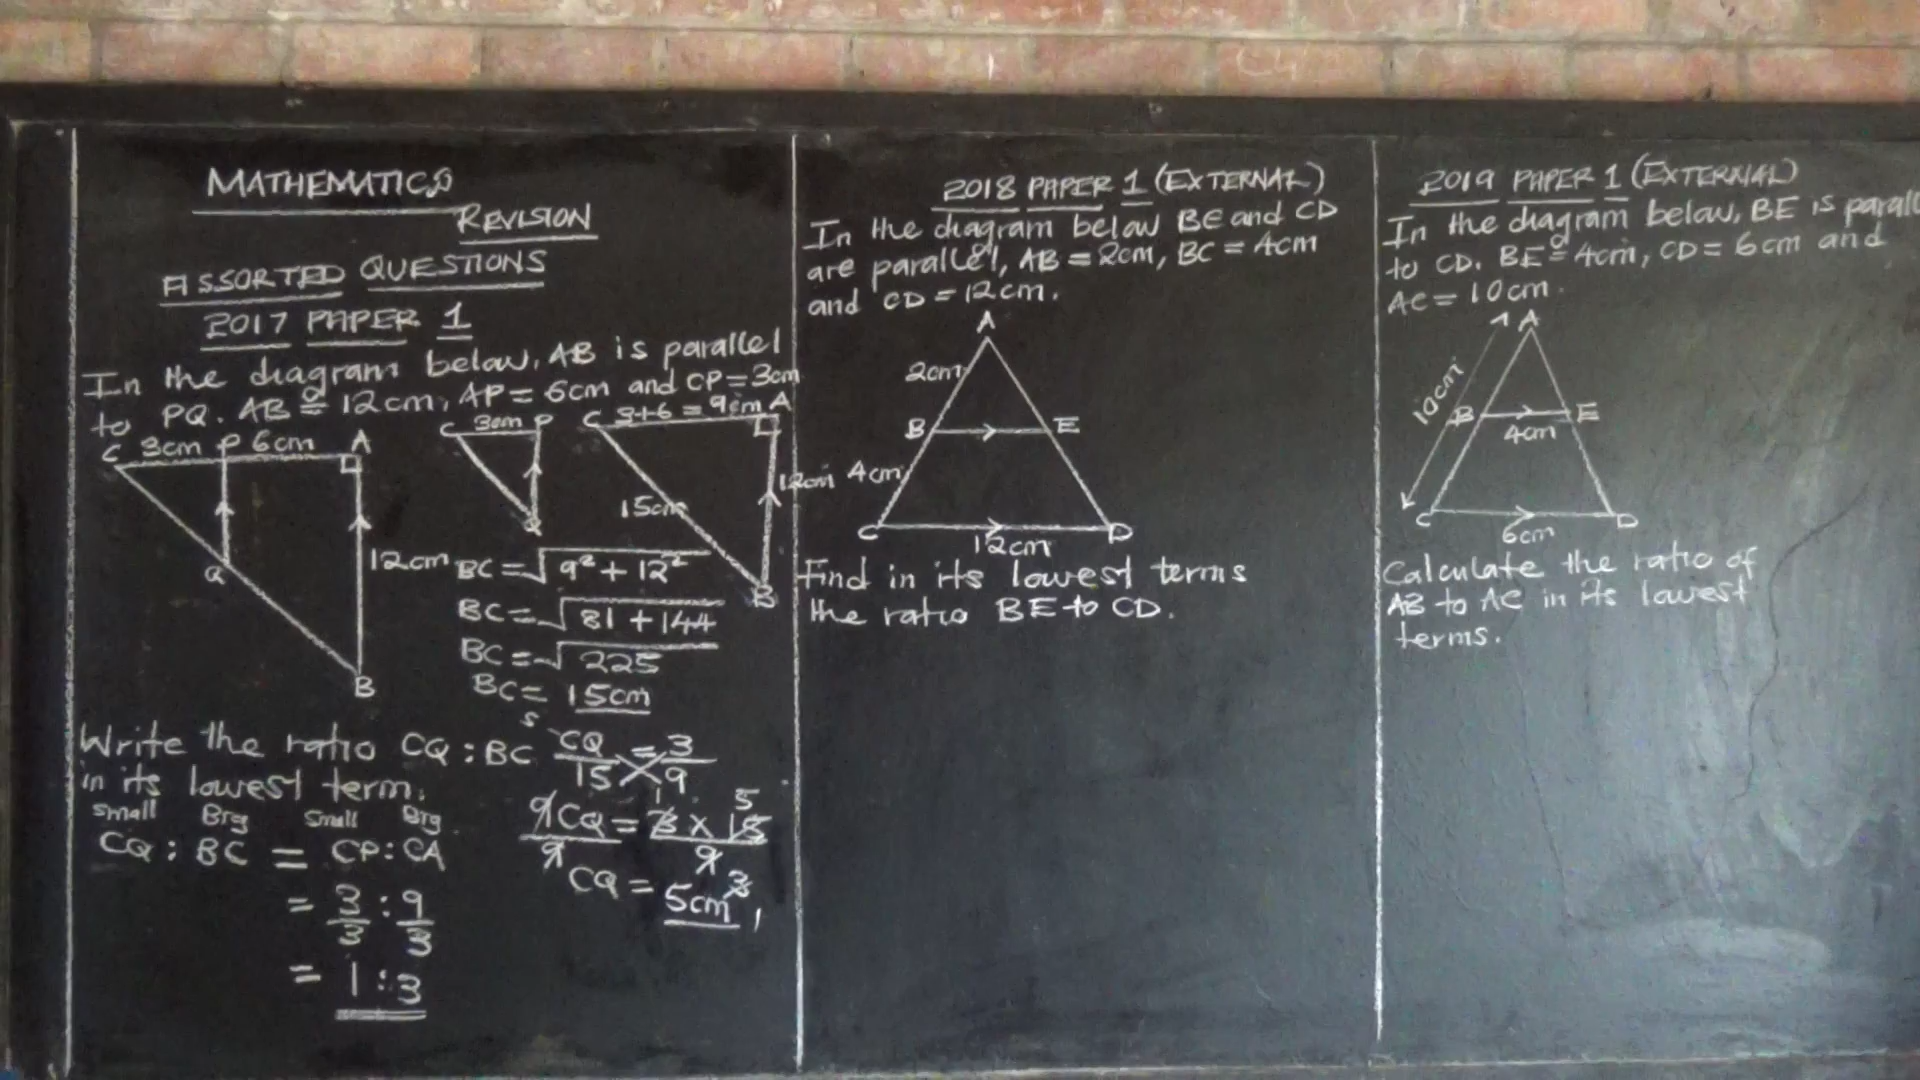 MATHEMATICS
REVISION
ASSORTED QUESTIONS
2017 PAPER 1
In the diagram below, AB is parallel
to PQ. AB = 12cm, AP = 6cm and CP = 3cm
C 3cm P 6cm A
Q
12cm
B
C 3cm P
Q
C 3+6 = 9cm A
15cm
12cm
B
BC = √9² + 12²
BC = √81 + 144
BC = √225
BC = 15cm
Write the ratio CQ : BC
in its lowest term.
Small Big Small Big
CQ : BC = CP : CA
= 3/3 : 9/3
= 1 : 3
CQ/15 = 3/9
9CQ/9 = 3 x 15/9
CQ = 5cm
2018 PAPER 1 (EXTERNAL)
In the diagram below BE and CD
are parallel, AB = 2cm, BC = 4cm
and CD = 12cm.
A
2cm
B E
4cm
C D
12cm
Find in its lowest terms
the ratio BE to CD.
2019 PAPER 1 (EXTERNAL)
In the diagram below, BE is parall
to CD. BE = 4cm, CD = 6cm and
AC = 10cm.
A
10cm
B E
4cm
C D
6cm
Calculate the ratio of
AB to AC in its lowest
terms.